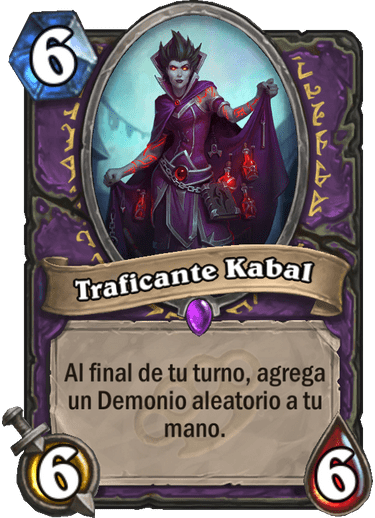 6
Traficante Kabal
Al final de tu turno, agrega
un Demonio aleatorio a tu
mano.
6
6